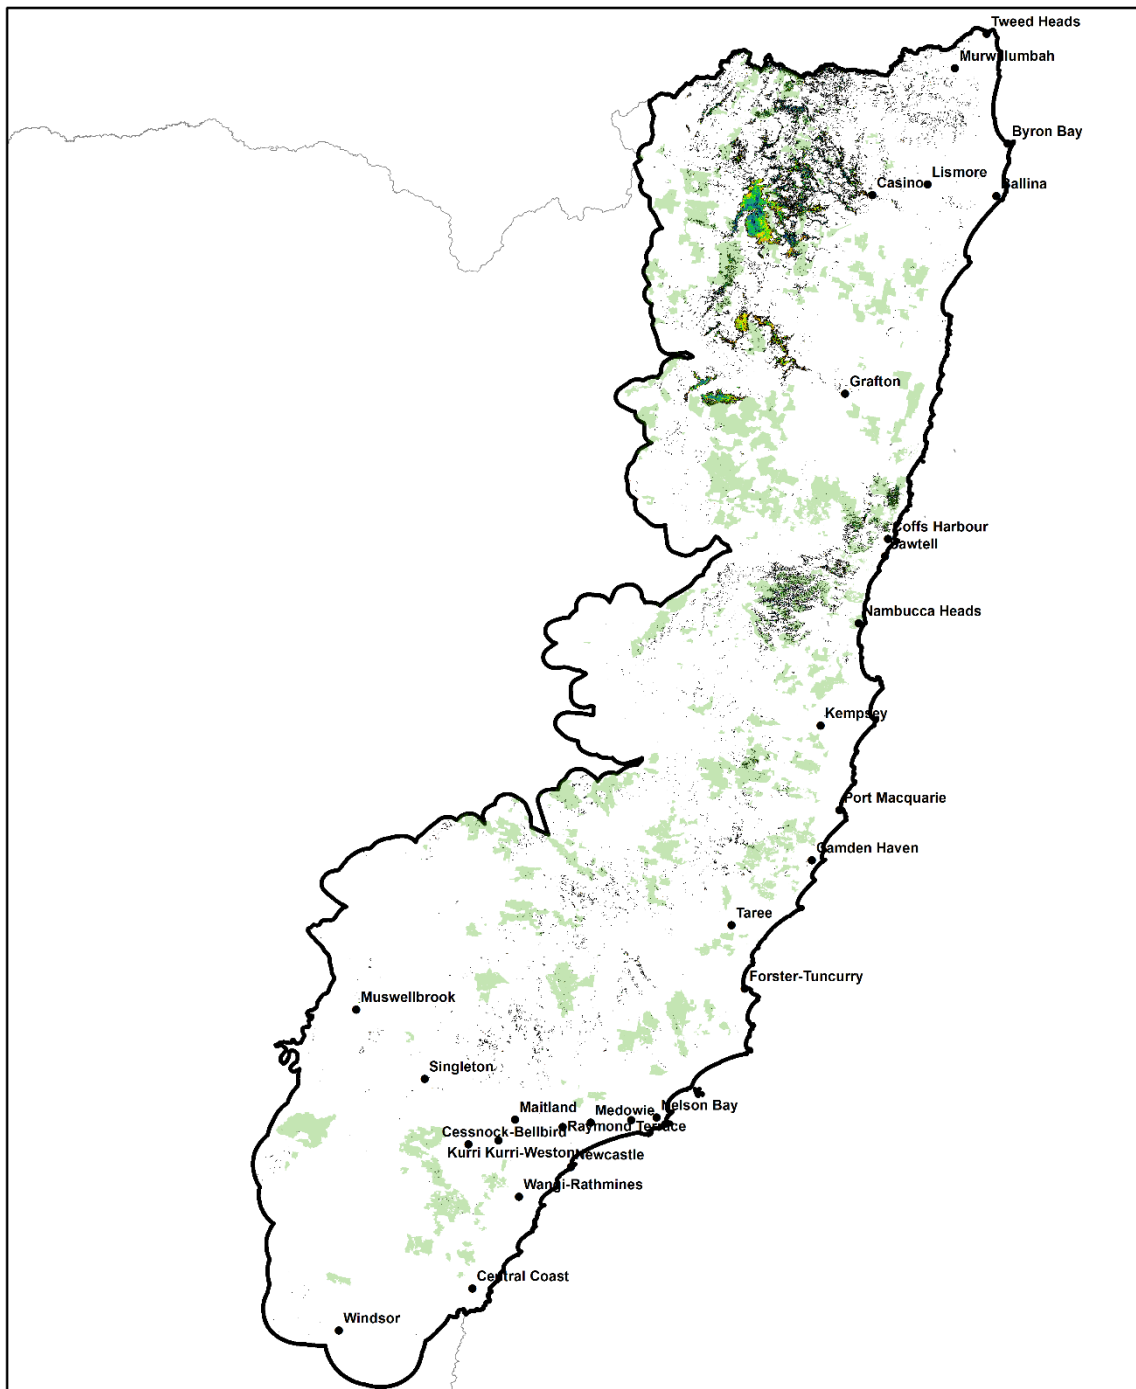 Tweed Heads
Murwillumbah
Byron Bay
Lismore
Casino
Ballina
Grafton
Coffs Harbour
Sawtell
Nambucca Heads
Kempsey
Port Macquarie
Camden Haven
Taree
Forster-Tuncurry
Muswellbrook
Singleton
Nelson Bay
Maitland
Medowie
Raymond Terrace
Cessnock-Bellbird
Kurri Kurri-Weston
Newcastle
Wangi-Rathmines
Central Coast
Windsor